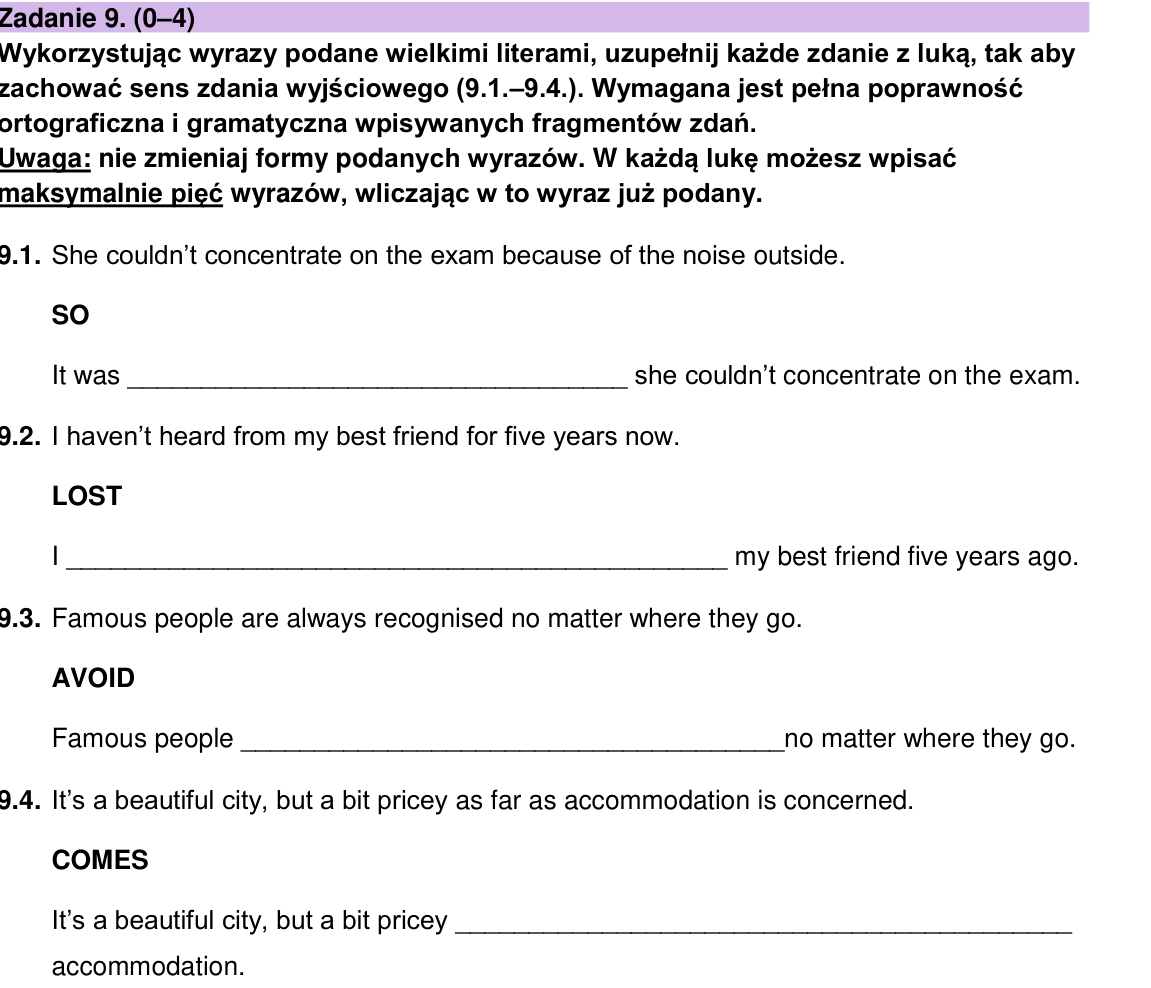 Zadanie 9. (0–4)
Wykorzystując wyrazy podane wielkimi literami, uzupełnij każde zdanie z luką, tak aby
zachować sens zdania wyjściowego (9.1.–9.4.). Wymagana jest pełna poprawność
ortograficzna i gramatyczna wpisywanych fragmentów zdań.
Uwaga: nie zmieniaj formy podanych wyrazów. W każdą lukę możesz wpisać
maksymalnie pięć wyrazów, wliczając w to wyraz już podany.
9.1. She couldn’t concentrate on the exam because of the noise outside.
SO
It was ____________________________________ she couldn’t concentrate on the exam.
9.2. I haven’t heard from my best friend for five years now.
LOST
I ________________________________________________ my best friend five years ago.
9.3. Famous people are always recognised no matter where they go.
AVOID
Famous people _______________________________________no matter where they go.
9.4. It’s a beautiful city, but a bit pricey as far as accommodation is concerned.
COMES
It’s a beautiful city, but a bit pricey ____________________________________________
accommodation.